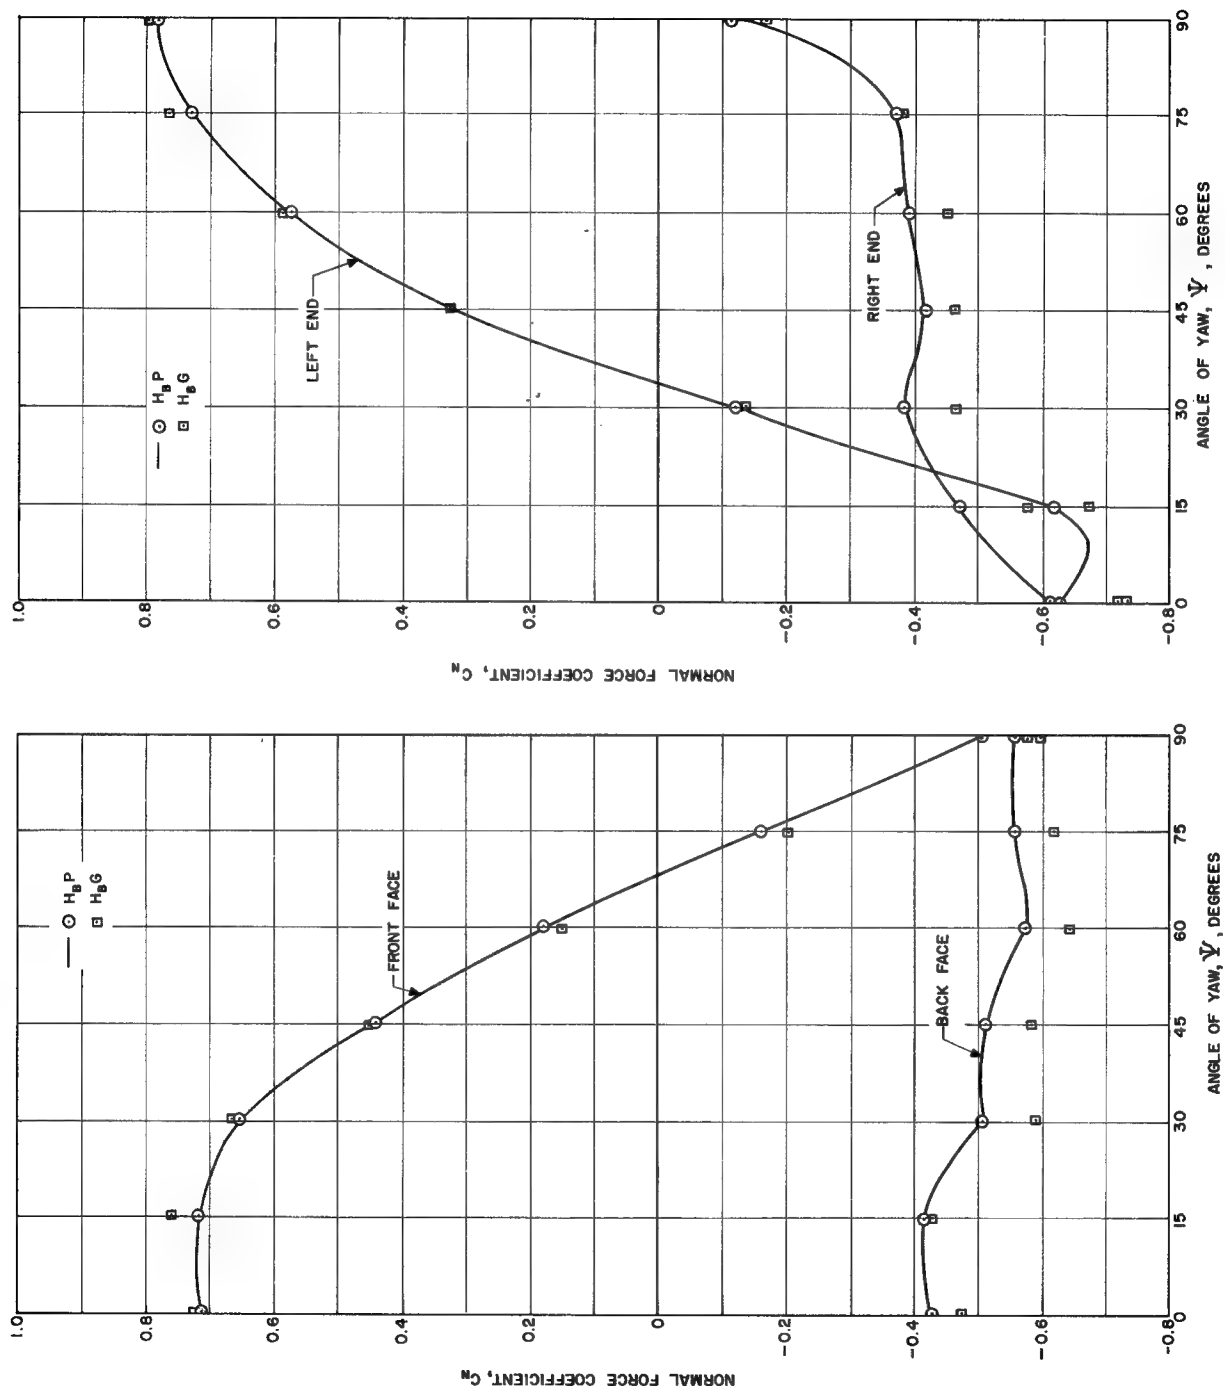 1.0
0.8
0.6
0.4
0.2
0
-0.2
-0.4
-0.6
-0.8
NORMAL FORCE COEFFICIENT, C_N
H_B P
H_B G
FRONT FACE
BACK FACE
0
15
30
45
60
75
90
ANGLE OF YAW, Ψ, DEGREES
1.0
0.8
0.6
0.4
0.2
0
-0.2
-0.4
-0.6
-0.8
NORMAL FORCE COEFFICIENT, C_N
H_B P
H_B G
LEFT END
RIGHT END
0
15
30
45
60
75
90
ANGLE OF YAW, Ψ, DEGREES